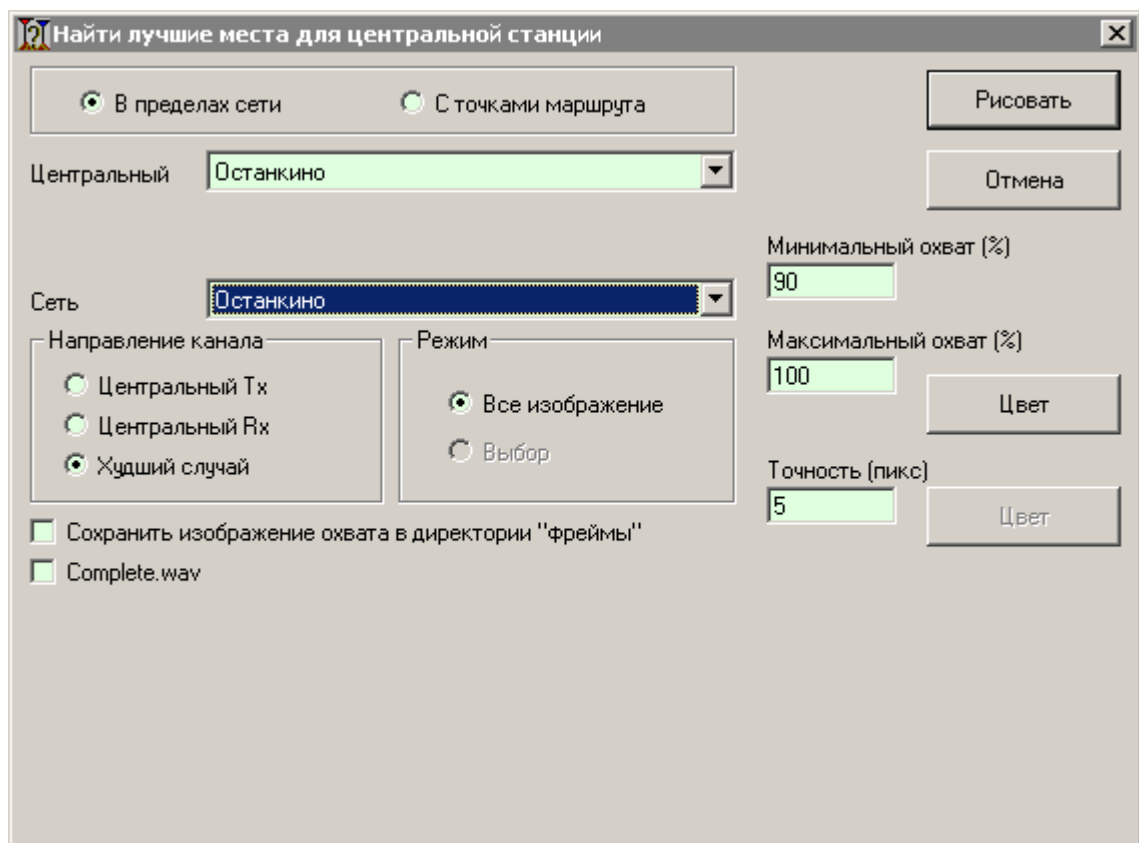 Найти лучшие места для центральной станции
В пределах сети
С точками маршрута
Рисовать
Центральный
Останкино
Отмена
Минимальный охват (%)
90
Сеть
Останкино
Направление канала
Центральный Tx
Центральный Rx
Худший случай
Режим
Все изображение
Выбор
Максимальный охват (%)
100
Цвет
Точность (пикс)
5
Цвет
Сохранить изображение охвата в директории "фреймы"
Complete.wav